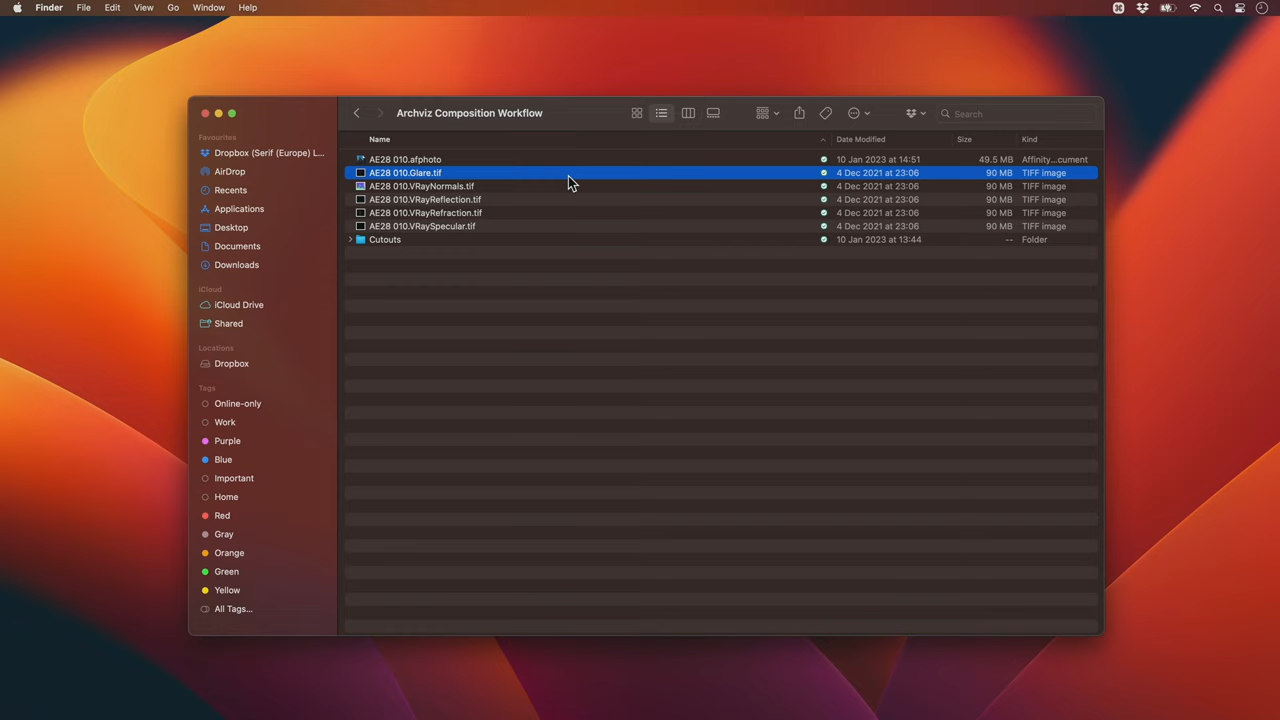 Finder File Edit View Go Window Help
Archviz Composition Workflow
Search
Favourites
Dropbox (Serif (Europe) L...
AirDrop
Recents
Applications
Desktop
Documents
Downloads
iCloud
iCloud Drive
Shared
Locations
Dropbox
Tags
Online-only
Work
Purple
Blue
Important
Home
Red
Gray
Orange
Green
Yellow
All Tags...
Name Date Modified Size Kind
AE28 010.afphoto 10 Jan 2023 at 14:51 49.5 MB Affinity...cument
AE28 010.Glare.tif 4 Dec 2021 at 23:06 90 MB TIFF image
AE28 010.VRayNormals.tif 4 Dec 2021 at 23:06 90 MB TIFF image
AE28 010.VRayReflection.tif 4 Dec 2021 at 23:06 90 MB TIFF image
AE28 010.VRayRefraction.tif 4 Dec 2021 at 23:06 90 MB TIFF image
AE28 010.VRaySpecular.tif 4 Dec 2021 at 23:06 90 MB TIFF image
Cutouts 10 Jan 2023 at 13:44 -- Folder